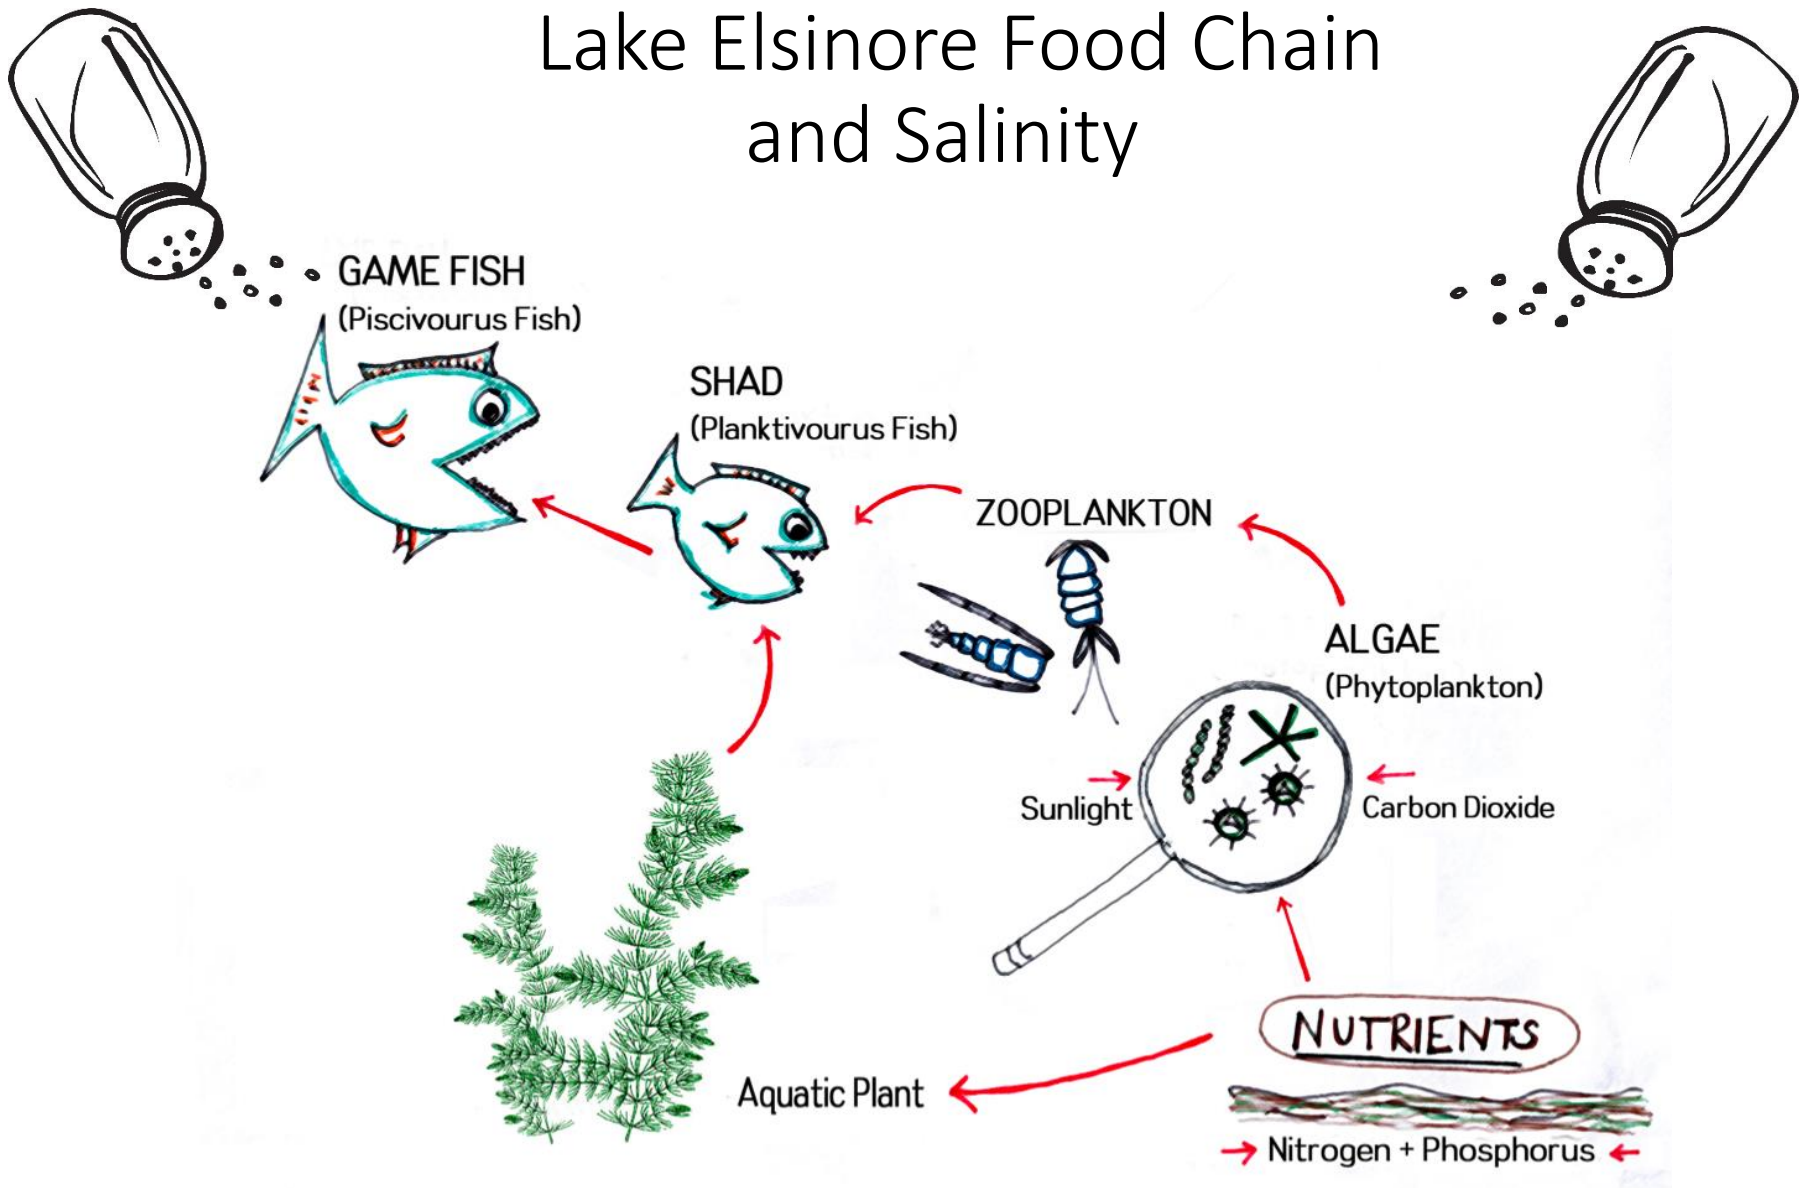 Lake Elsinore Food Chain
and Salinity
GAME FISH
(Piscivourus Fish)
SHAD
(Planktivourus Fish)
ZOOPLANKTON
ALGAE
(Phytoplankton)
Sunlight
Carbon Dioxide
NUTRIENTS
Aquatic Plant
Nitrogen + Phosphorus